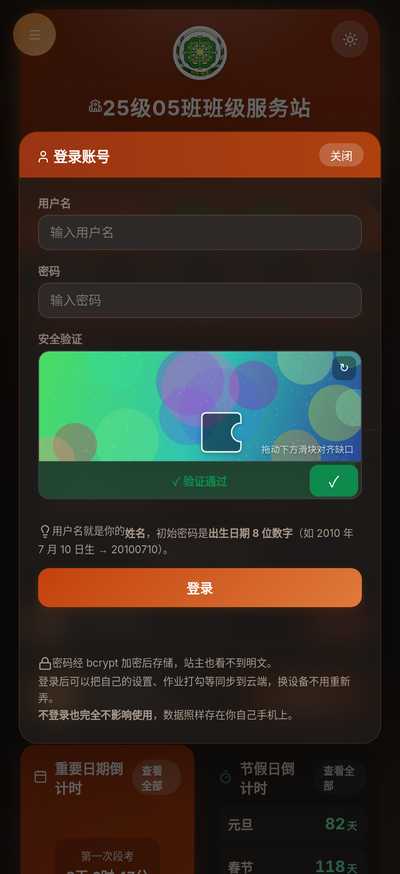 25级05班班级服务站
登录账号
关闭
用户名
输入用户名
密码
输入密码
安全验证
拖动下方滑块对齐缺口
✓ 验证通过
✓
用户名就是你的姓名，初始密码是出生日期 8 位数字（如 2010 年
7 月 10 日生 → 20100710）。
登录
密码经 bcrypt 加密后存储，站主也看不到明文。
登录后可以把自己的设置、作业打勾等同步到云端，换设备不用重新
弄。
不登录也完全不影响使用，数据照样存在你自己手机上。
重要日期倒
计时
查看
全部
第一次段考
节假日倒
计时
查看全
部
元旦
82天
春节
118天